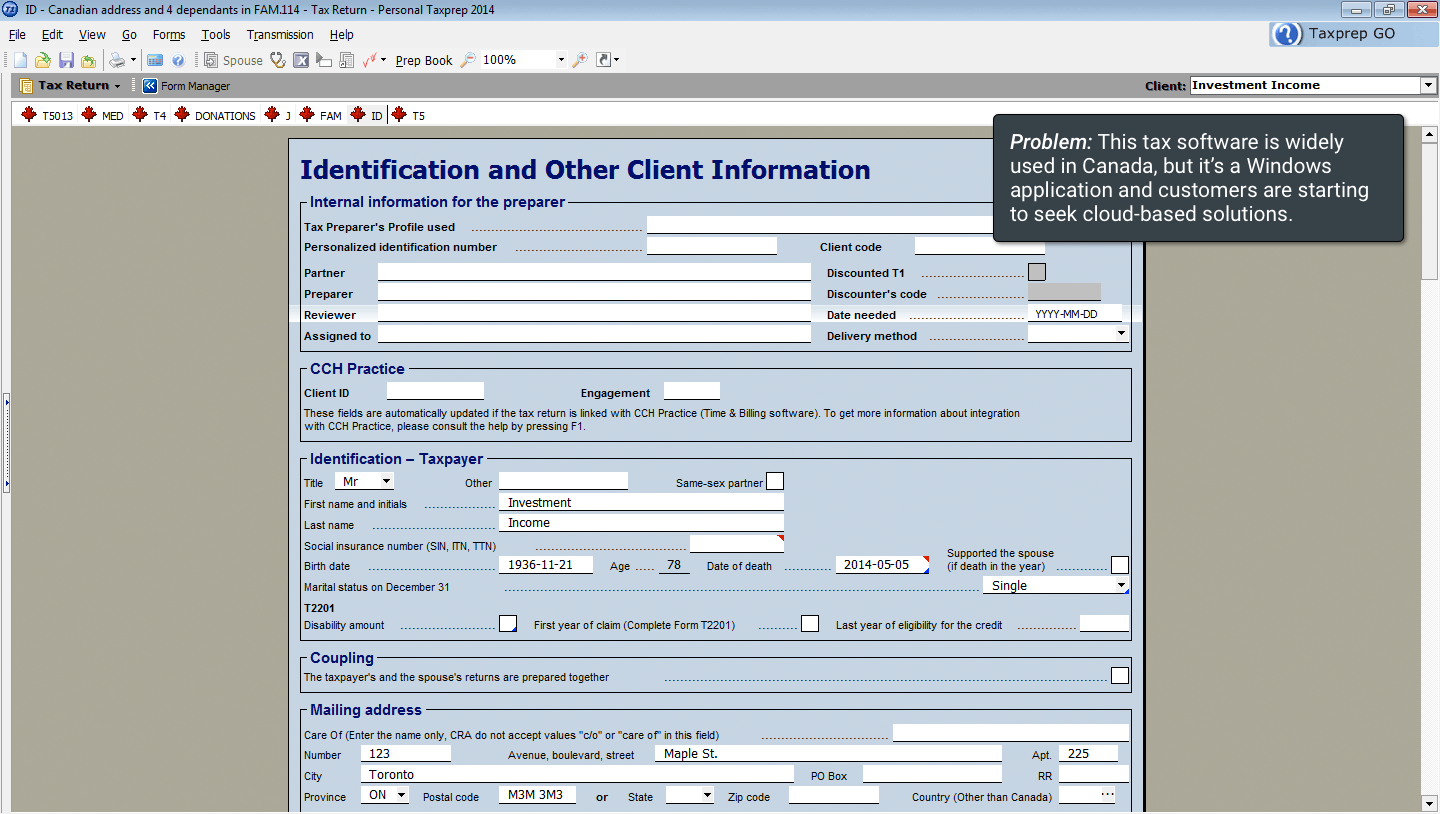 ID - Canadian address and 4 dependants in FAM.114 - Tax Return - Personal Taxprep 2014
File Edit View Go Forms Tools Transmission Help
Taxprep GO
Spouse Prep Book 100%
Tax Return Form Manager Client: Investment Income
T5013 MED T4 DONATIONS J FAM ID T5
Problem: This tax software is widely
used in Canada, but it’s a Windows
application and customers are starting
to seek cloud-based solutions.
Identification and Other Client Information
Internal information for the preparer
Tax Preparer's Profile used
Personalized identification number Client code
Partner Discounted T1
Preparer Discounter's code
Reviewer Date needed YYYY-MM-DD
Assigned to Delivery method
CCH Practice
Client ID Engagement
These fields are automatically updated if the tax return is linked with CCH Practice (Time & Billing software). To get more information about integration
with CCH Practice, please consult the help by pressing F1.
Identification – Taxpayer
Title Mr Other Same-sex partner
First name and initials Investment
Last name Income
Social insurance number (SIN, ITN, TTN)
Supported the spouse
Birth date 1936-11-21 Age 78 Date of death 2014-05-05 (if death in the year)
Marital status on December 31 Single
T2201
Disability amount First year of claim (Complete Form T2201) Last year of eligibility for the credit
Coupling
The taxpayer's and the spouse's returns are prepared together
Mailing address
Care Of (Enter the name only, CRA do not accept values "c/o" or "care of" in this field)
Number 123 Avenue, boulevard, street Maple St. Apt. 225
City Toronto PO Box RR
Province ON Postal code M3M 3M3 or State Zip code Country (Other than Canada)